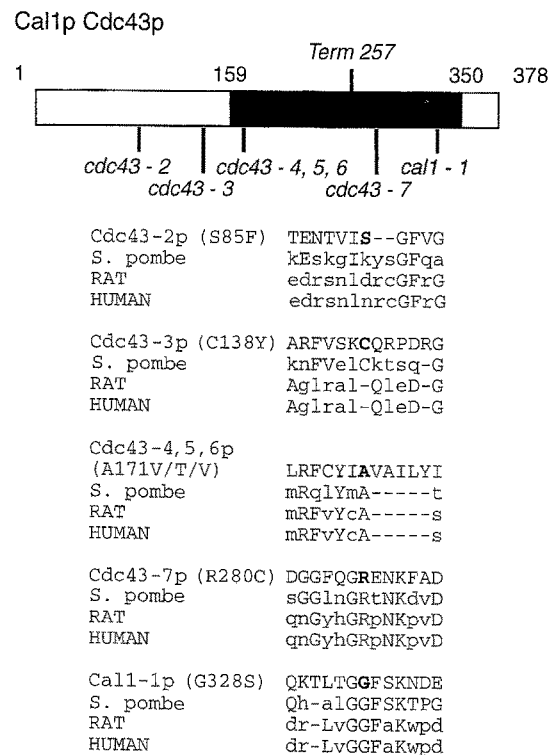 Cal1p Cdc43p
Term 257
1 159 350 378
cdc43 - 2 cdc43 - 4, 5, 6 cal1 - 1
cdc43 - 3 cdc43 - 7
Cdc43-2p (S85F) TENTVIS--GFVG
S. pombe kEskgIkysGFqa
RAT edrsnldrcGFrG
HUMAN edrsnlnrcGFrG
Cdc43-3p (C138Y) ARFVSKCQRPDRG
S. pombe knFVelCktsq-G
RAT Aglral-QleD-G
HUMAN Aglral-QleD-G
Cdc43-4,5,6p
(A171V/T/V) LRFCYIAVAILYI
S. pombe mRqlYmA-----t
RAT mRFvYcA-----s
HUMAN mRFvYcA-----s
Cdc43-7p (R280C) DGGFQGRENKFAD
S. pombe sGGlnGRtNKdvD
RAT qnGyhGRpNKpvD
HUMAN qnGyhGRpNKpvD
Cal1-1p (G328S) QKTLTGGFSKNDE
S. pombe Qh-alGGFSKTPG
RAT dr-LvGGFaKwpd
HUMAN dr-LvGGFaKwpd